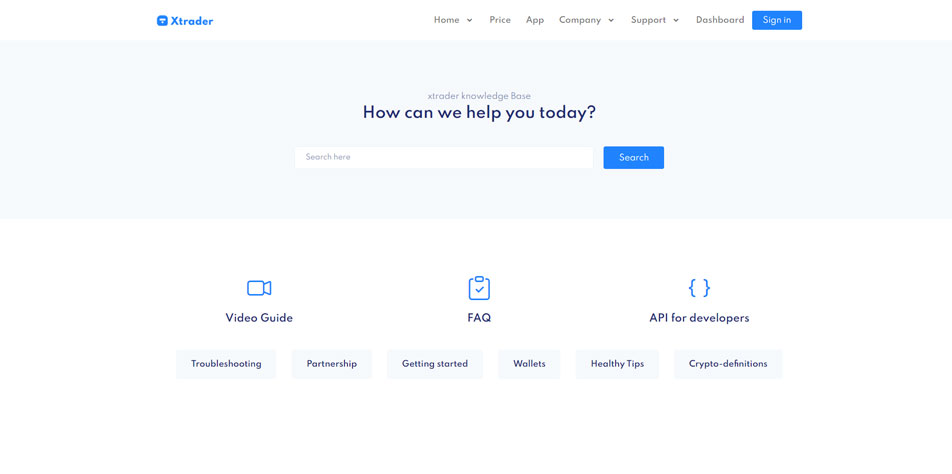 Xtrader
Home Price App Company Support Dashboard Sign in
xtrader knowledge Base
How can we help you today?
Search here Search
Video Guide FAQ API for developers
Troubleshooting Partnership Getting started Wallets Healthy Tips Crypto-definitions